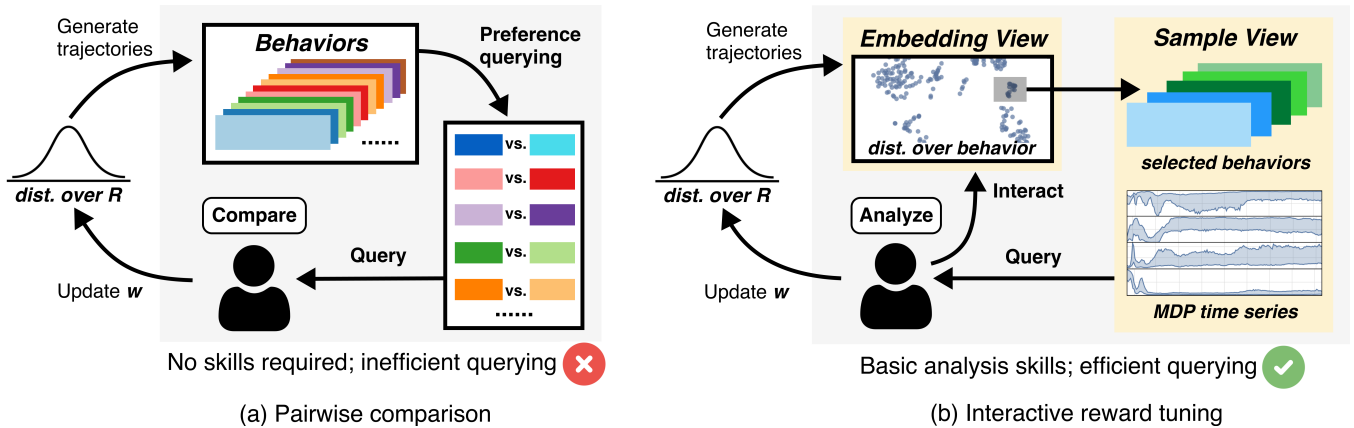 Generate
trajectories
Behaviors
......
Preference
querying
vs.
vs.
vs.
vs.
vs.
......
dist. over R
Compare
Query
Update w
No skills required; inefficient querying
(a) Pairwise comparison
Generate
trajectories
Embedding View
dist. over behavior
Sample View
selected behaviors
MDP time series
Interact
dist. over R
Analyze
Query
Update w
Basic analysis skills; efficient querying
(b) Interactive reward tuning